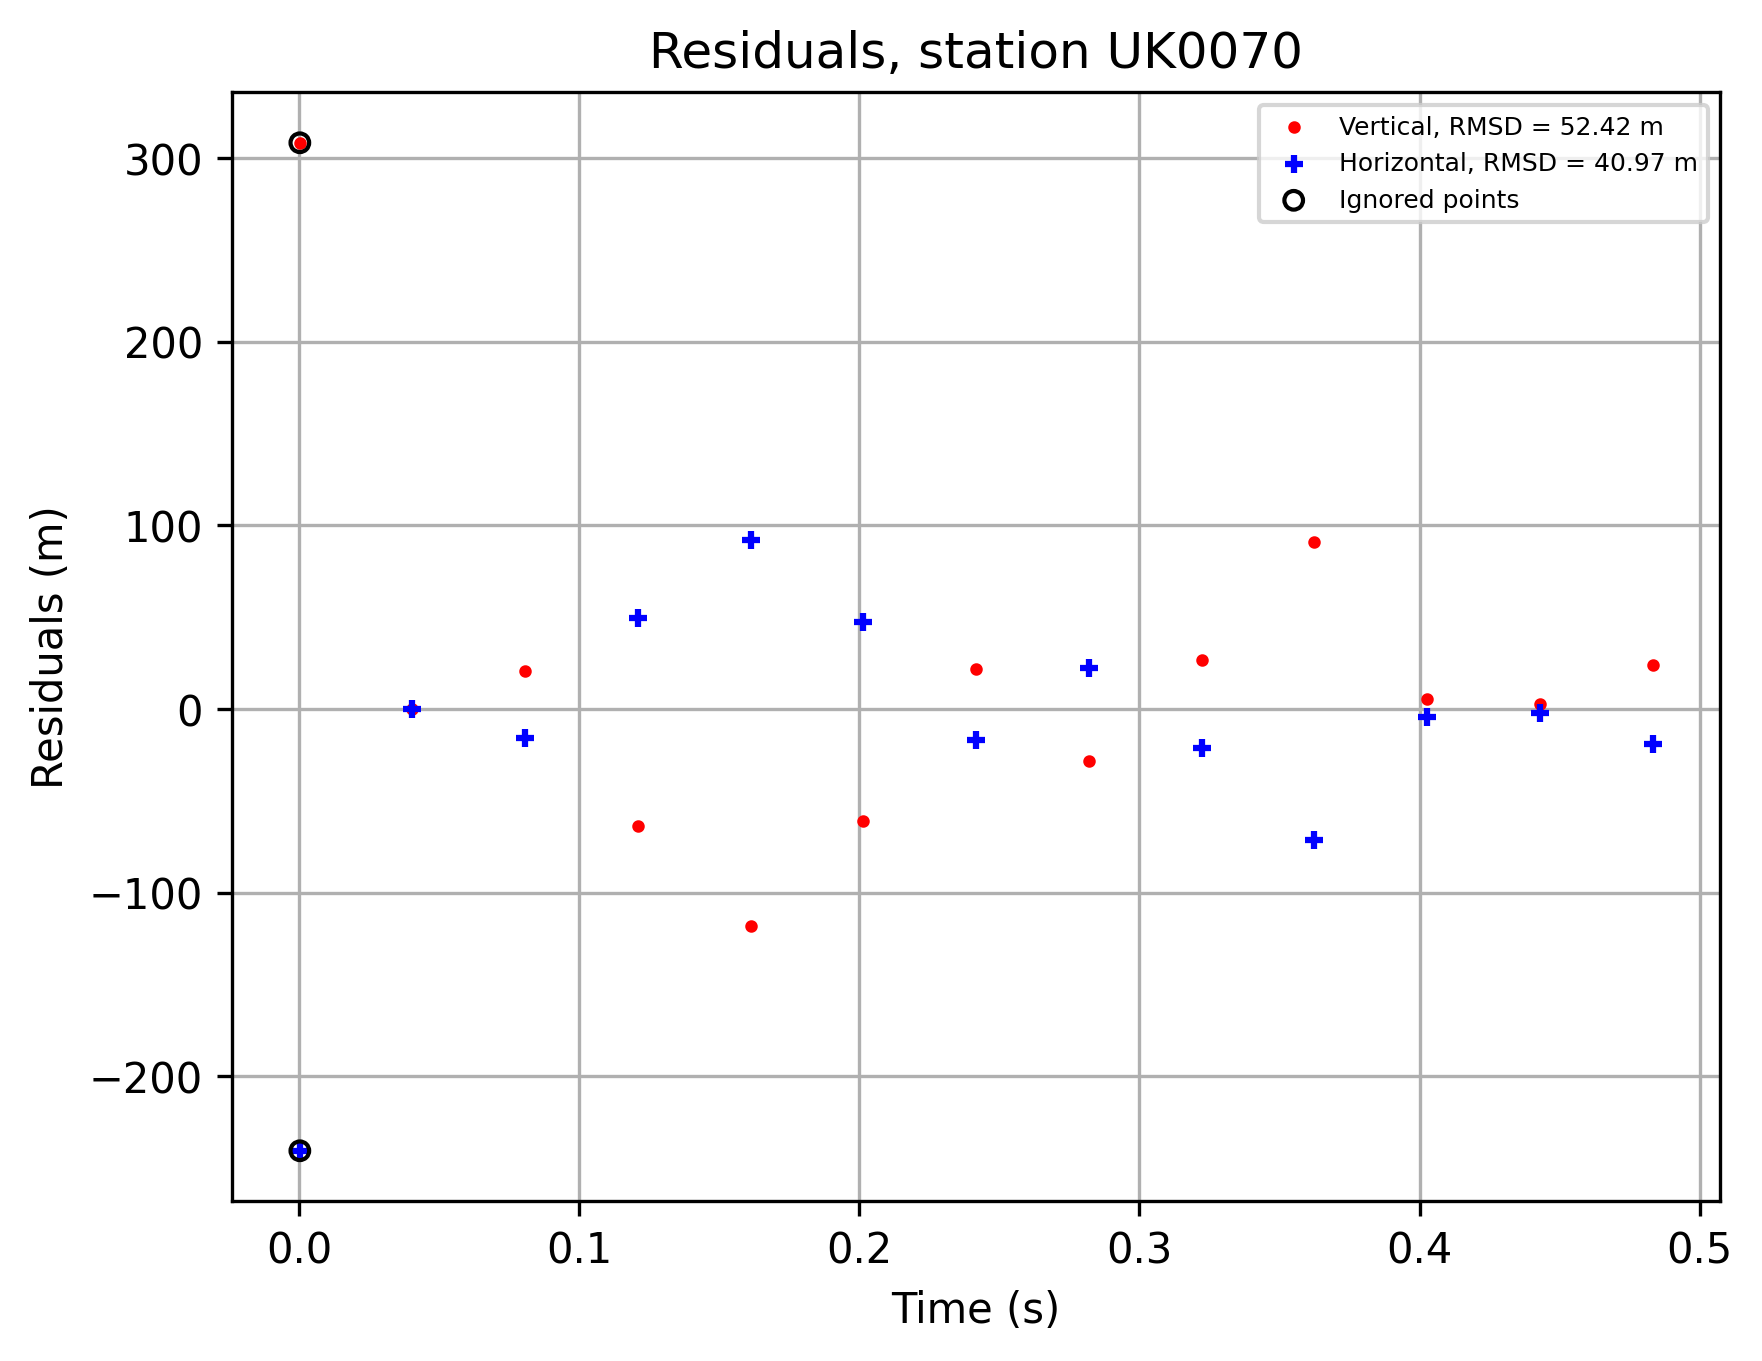 Residuals, station UK0070
Vertical, RMSD = 52.42 m
Horizontal, RMSD = 40.97 m
Ignored points
300
200
100
0
−100
−200
Residuals (m)
0.0 0.1 0.2 0.3 0.4 0.5
Time (s)